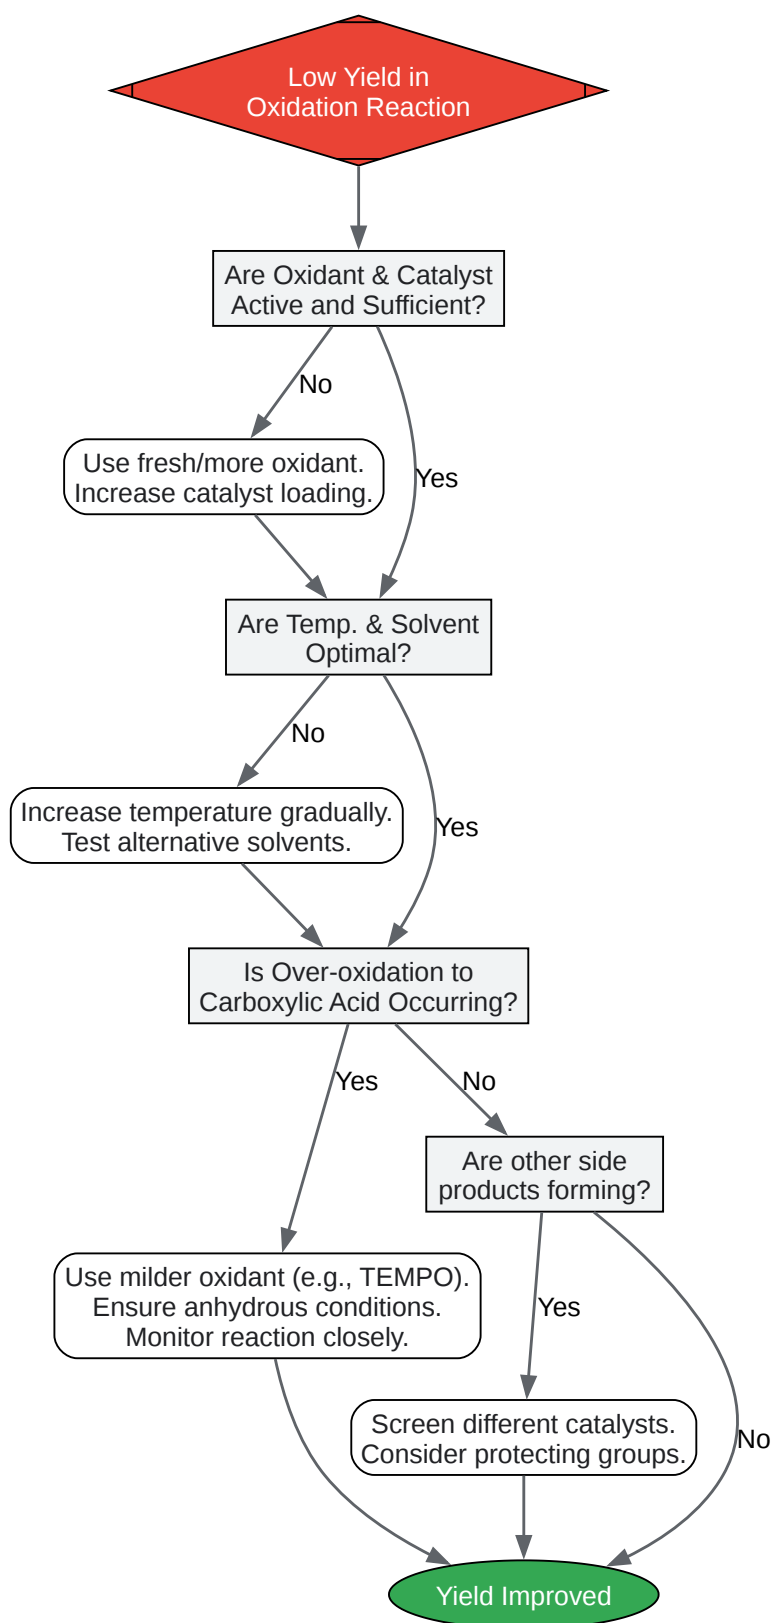 Low Yield in
Oxidation Reaction
Are Oxidant & Catalyst
Active and Sufficient?
No
Use fresh/more oxidant.
Increase catalyst loading.
Yes
Are Temp. & Solvent
Optimal?
No
Increase temperature gradually.
Test alternative solvents.
Yes
Is Over-oxidation to
Carboxylic Acid Occurring?
Yes
No
Are other side
products forming?
Use milder oxidant (e.g., TEMPO).
Ensure anhydrous conditions.
Monitor reaction closely.
Yes
Screen different catalysts.
Consider protecting groups.
No
Yield Improved